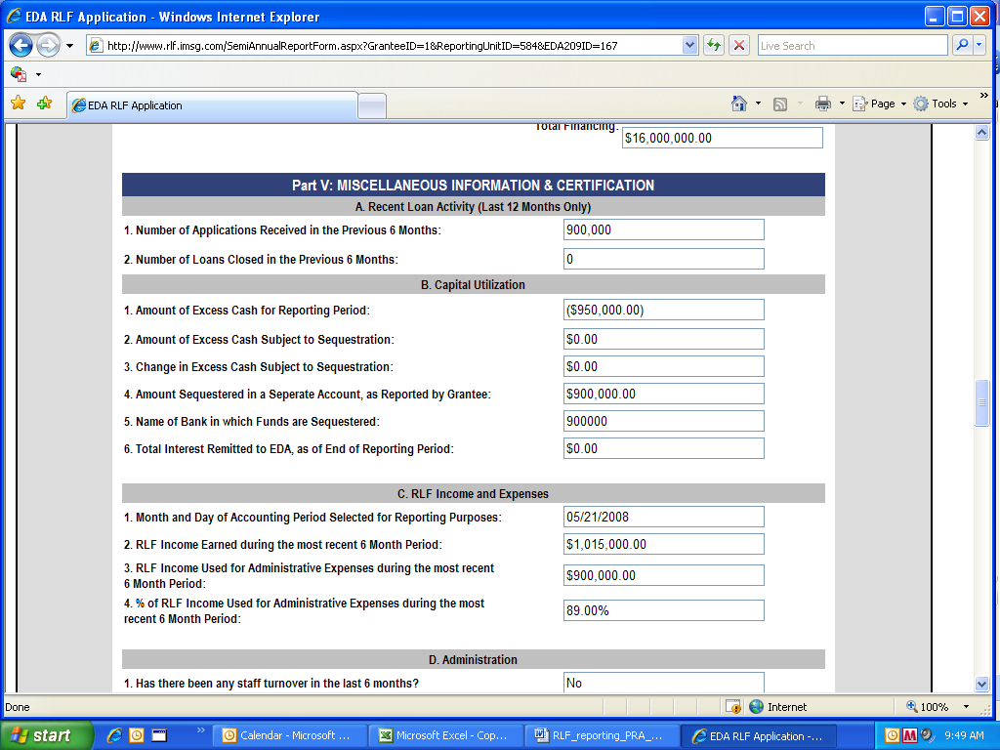 EDA RLF Application - Windows Internet Explorer
http://www.rlf.imsg.com/SemiAnnualReportForm.aspx?GranteeID=1&ReportingUnitID=584&EDA209ID=167
Live Search
EDA RLF Application
Page
Tools
Total Financing:
$16,000,000.00
Part V: MISCELLANEOUS INFORMATION & CERTIFICATION
A. Recent Loan Activity (Last 12 Months Only)
1. Number of Applications Received in the Previous 6 Months: 900,000
2. Number of Loans Closed in the Previous 6 Months: 0
B. Capital Utilization
1. Amount of Excess Cash for Reporting Period: ($950,000.00)
2. Amount of Excess Cash Subject to Sequestration: $0.00
3. Change in Excess Cash Subject to Sequestration: $0.00
4. Amount Sequestered in a Seperate Account, as Reported by Grantee: $900,000.00
5. Name of Bank in which Funds are Sequestered: 900000
6. Total Interest Remitted to EDA, as of End of Reporting Period: $0.00
C. RLF Income and Expenses
1. Month and Day of Accounting Period Selected for Reporting Purposes: 05/21/2008
2. RLF Income Earned during the most recent 6 Month Period: $1,015,000.00
3. RLF Income Used for Administrative Expenses during the most recent
6 Month Period:
$900,000.00
4. % of RLF Income Used for Administrative Expenses during the most
recent 6 Month Period:
89.00%
D. Administration
1. Has there been any staff turnover in the last 6 months? No
Done
Internet
100%
start
Calendar - Microsoft ...
Microsoft Excel - Cop...
RLF_reporting_PRA_...
EDA RLF Application -...
9:49 AM